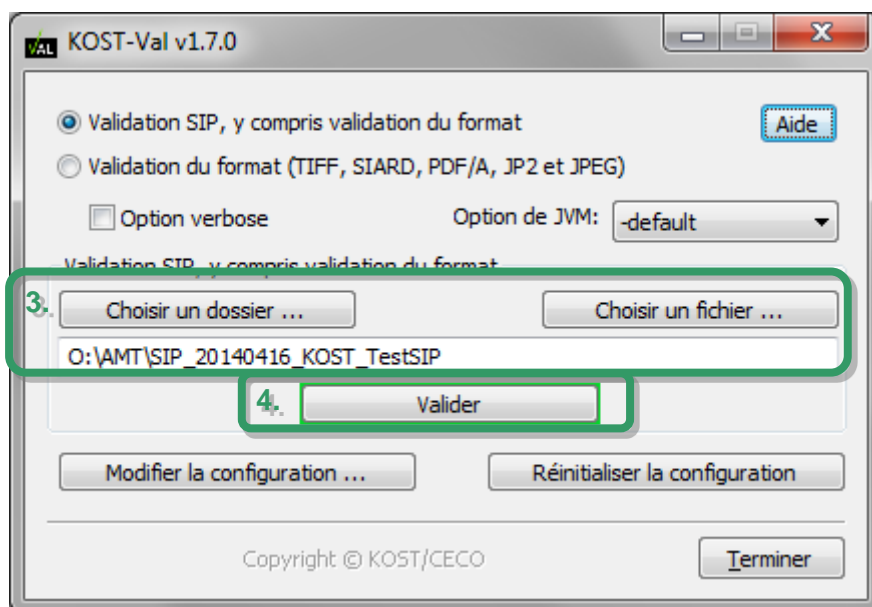 VAL KOST-Val v1.7.0
Validation SIP, y compris validation du format
Aide
Validation du format (TIFF, SIARD, PDF/A, JP2 et JPEG)
Option verbose
Option de JVM: -default
Validation SIP, y compris validation du format
3. Choisir un dossier ... Choisir un fichier ...
O:\AMT\SIP_20140416_KOST_TestSIP
4. Valider
Modifier la configuration ... Réinitialiser la configuration
Copyright © KOST/CECO
Terminer